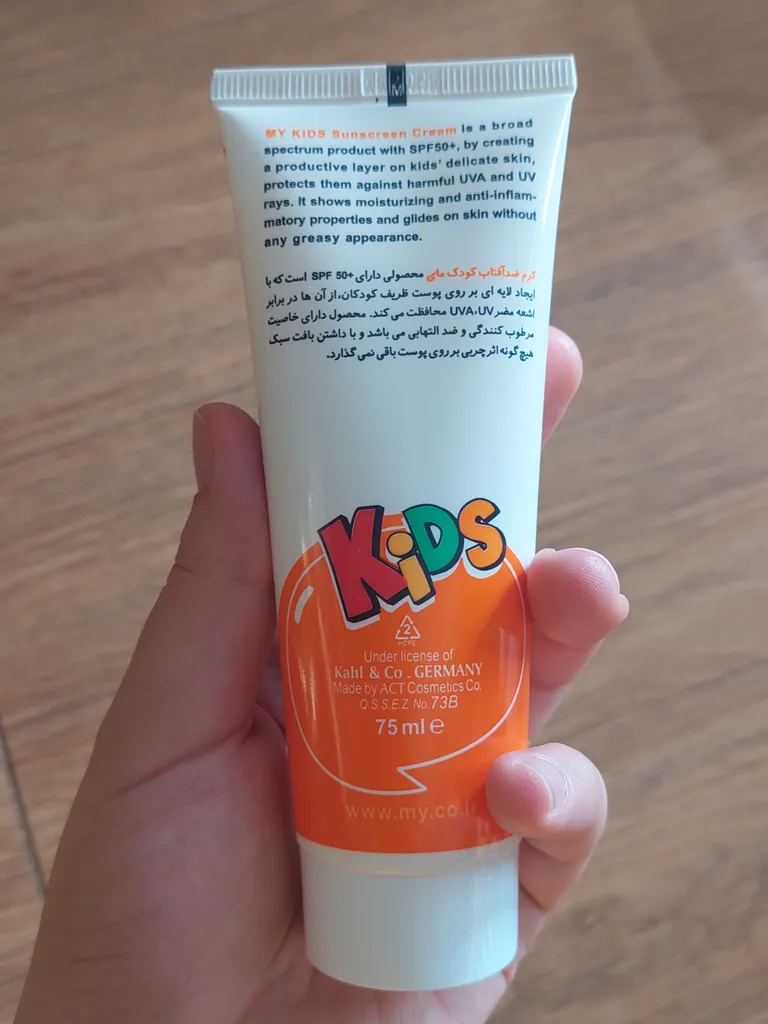 M
MY KIDS Sunscreen Cream is a broad
spectrum product with SPF50+, by creating
a productive layer on kids' delicate skin,
protects them against harmful UVA and UV
rays. It shows moisturizing and anti-inflam-
matory properties and glides on skin without
any greasy appearance.
کرم ضدآفتاب کودک مای محصولی دارای +SPF 50 است که با
ایجاد لایه ای بر روی پوست ظریف کودکان، از آن ها در برابر
اشعه مضر UVA،UV محافظت می کند. محصول دارای خاصیت
مرطوب کنندگی و ضد التهابی می باشد و با داشتن بافت سبک
هیچ گونه اثر چربی بر روی پوست باقی نمی گذارد.
KiDS
2
HDPE
Under license of
Kahl & Co . GERMANY
Made by ACT Cosmetics Co.
Q.S.S.E.Z No.73B
75 ml ℮
www.my.co.ir